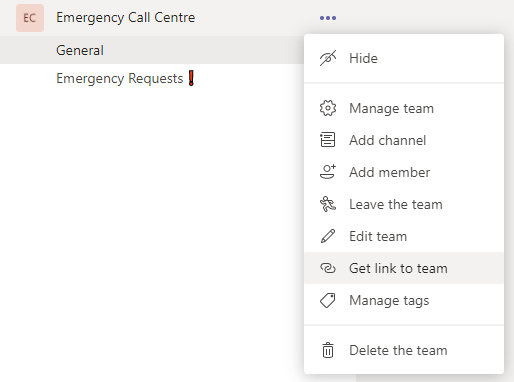 EC Emergency Call Centre
General
Emergency Requests❗
Hide
Manage team
Add channel
Add member
Leave the team
Edit team
Get link to team
Manage tags
Delete the team